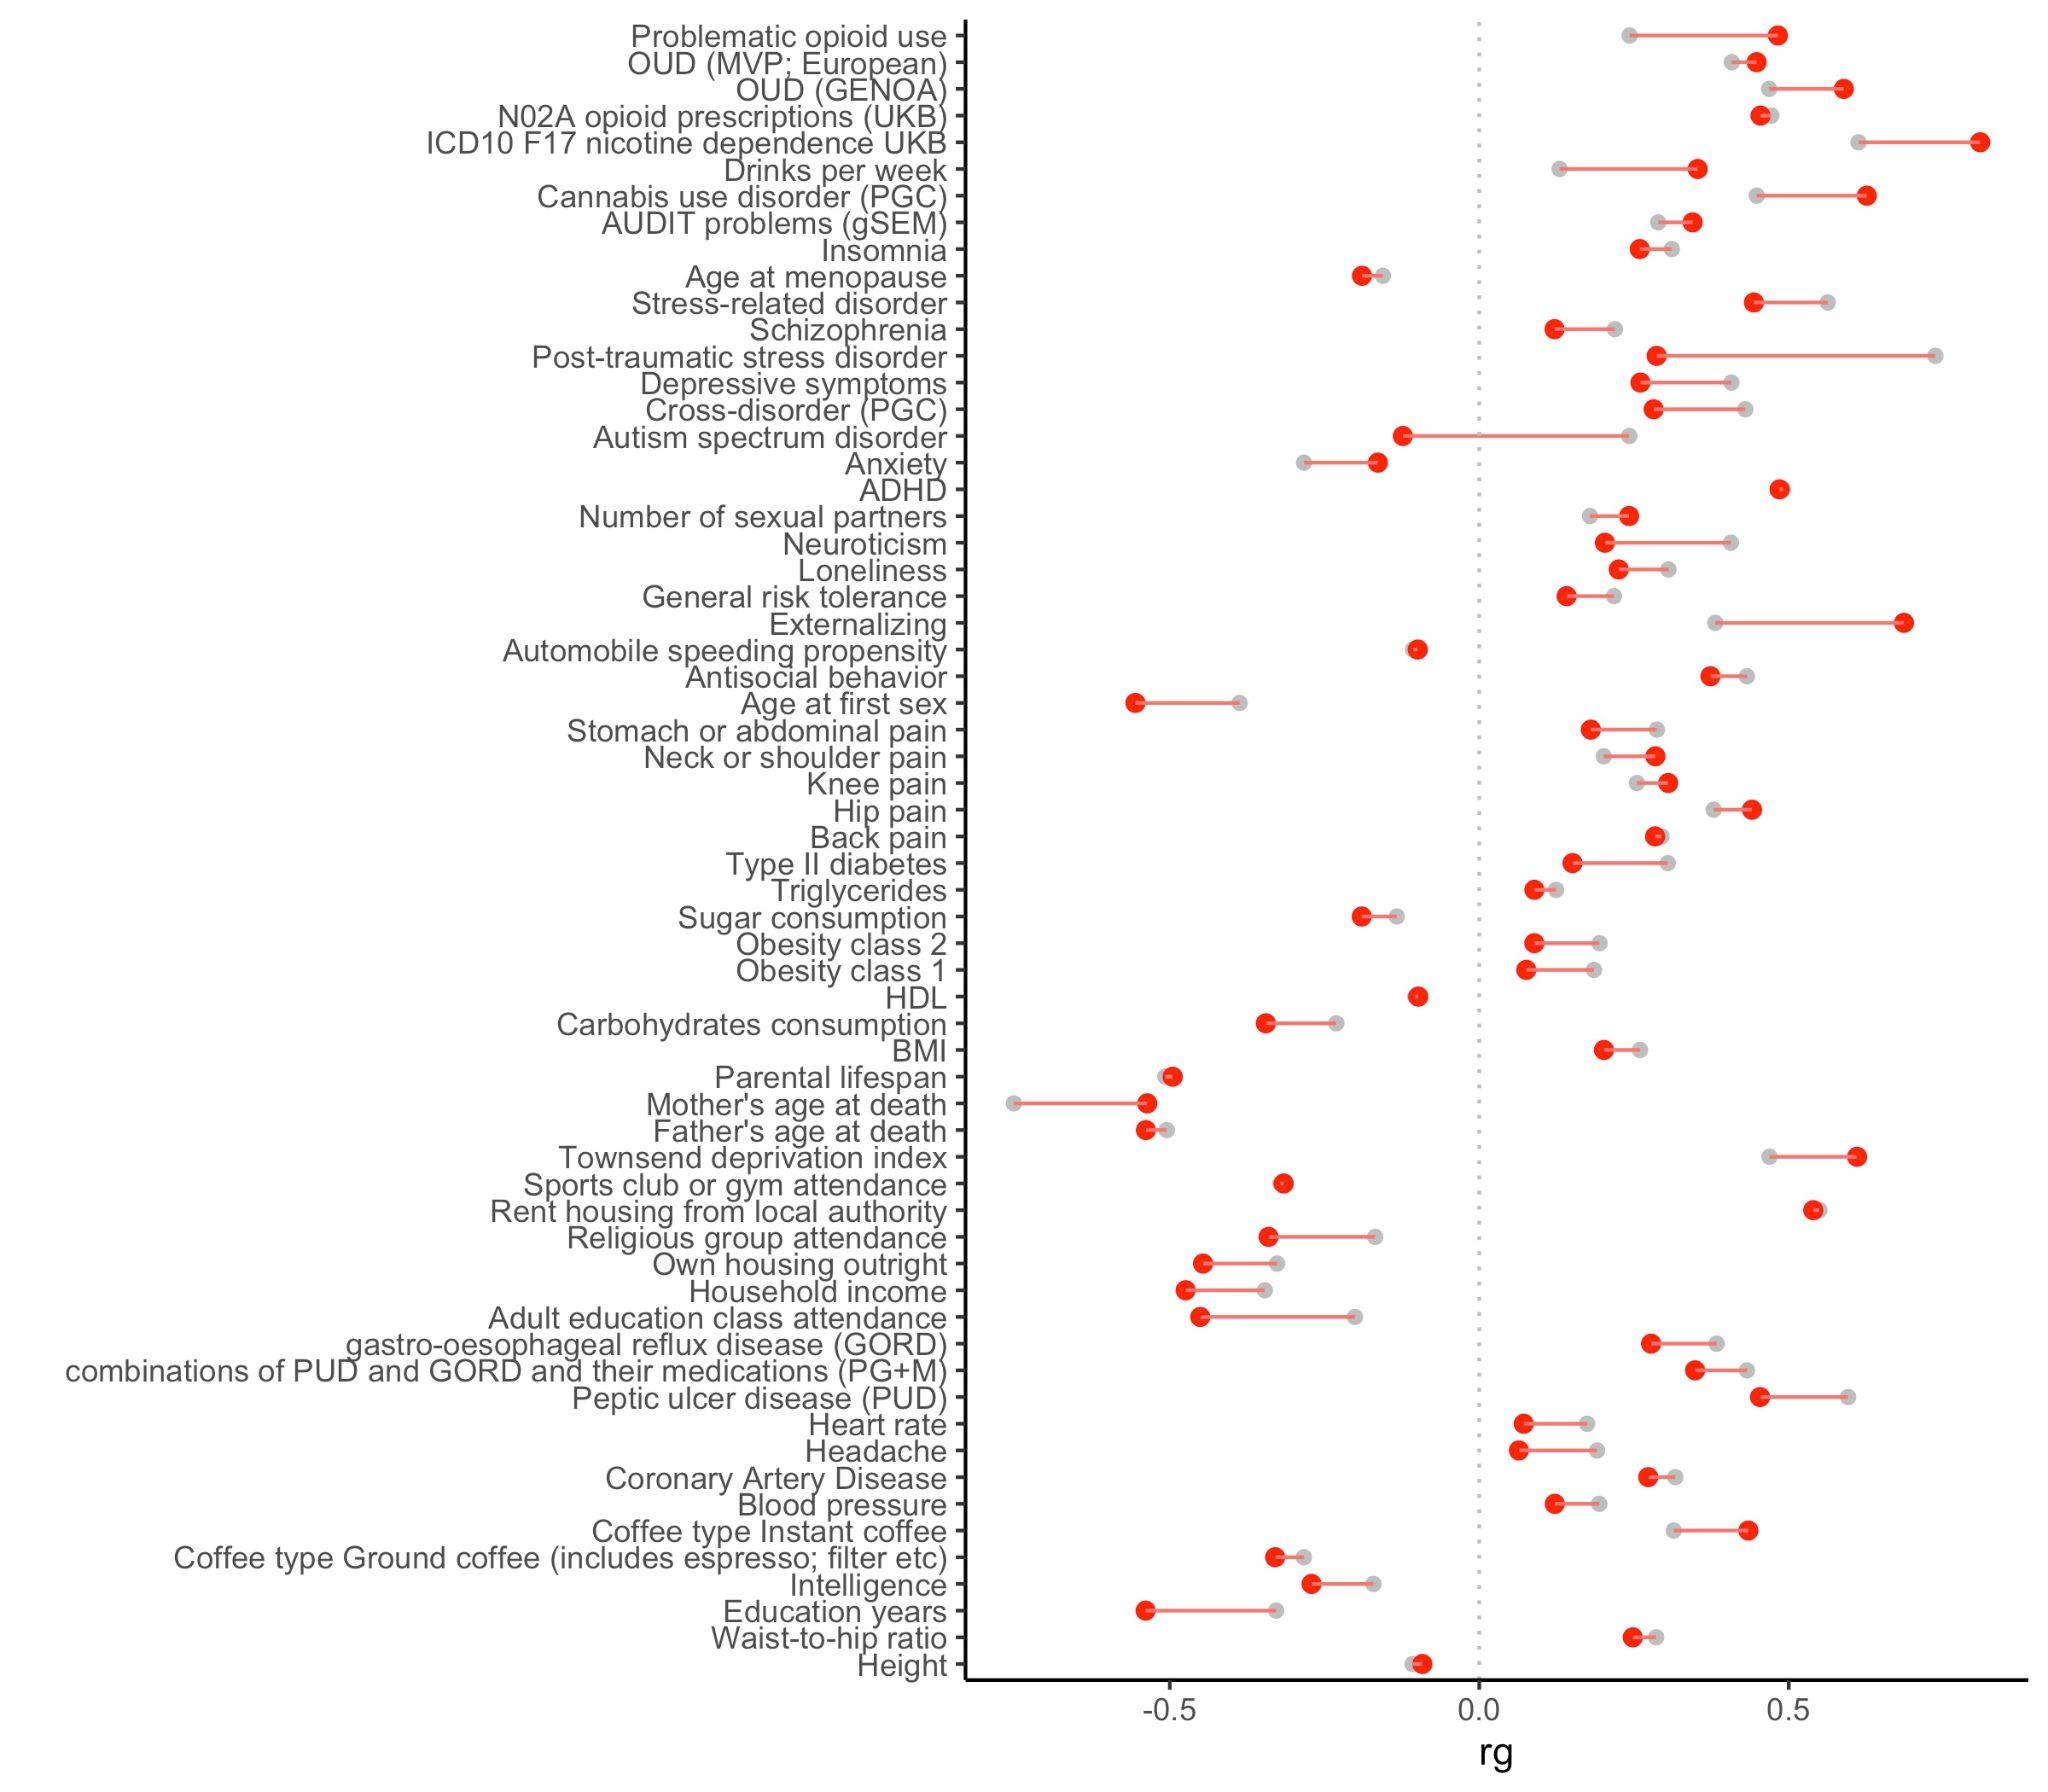 Problematic opioid use
OUD (MVP; European)
OUD (GENOA)
N02A opioid prescriptions (UKB)
ICD10 F17 nicotine dependence UKB
Drinks per week
Cannabis use disorder (PGC)
AUDIT problems (gSEM)
Insomnia
Age at menopause
Stress-related disorder
Schizophrenia
Post-traumatic stress disorder
Depressive symptoms
Cross-disorder (PGC)
Autism spectrum disorder
Anxiety
ADHD
Number of sexual partners
Neuroticism
Loneliness
General risk tolerance
Externalizing
Automobile speeding propensity
Antisocial behavior
Age at first sex
Stomach or abdominal pain
Neck or shoulder pain
Knee pain
Hip pain
Back pain
Type II diabetes
Triglycerides
Sugar consumption
Obesity class 2
Obesity class 1
HDL
Carbohydrates consumption
BMI
Parental lifespan
Mother's age at death
Father's age at death
Townsend deprivation index
Sports club or gym attendance
Rent housing from local authority
Religious group attendance
Own housing outright
Household income
Adult education class attendance
gastro-oesophageal reflux disease (GORD)
combinations of PUD and GORD and their medications (PG+M)
Peptic ulcer disease (PUD)
Heart rate
Headache
Coronary Artery Disease
Blood pressure
Coffee type Instant coffee
Coffee type Ground coffee (includes espresso; filter etc)
Intelligence
Education years
Waist-to-hip ratio
Height
-0.5 0.0 0.5
rg